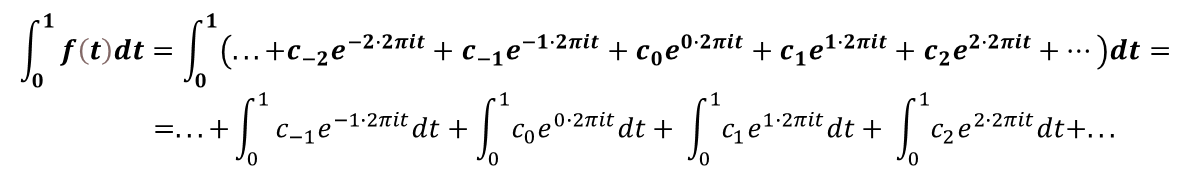 ∫₀¹ f(t)dt = ∫₀¹ (…+c₋₂e^{−2·2πit} + c₋₁e^{−1·2πit} + c₀e^{0·2πit} + c₁e^{1·2πit} + c₂e^{2·2πit} + ⋯)dt =
=…+ ∫₀¹ c₋₁e^{−1·2πit}dt + ∫₀¹ c₀e^{0·2πit}dt + ∫₀¹ c₁e^{1·2πit}dt + ∫₀¹ c₂e^{2·2πit}dt+…